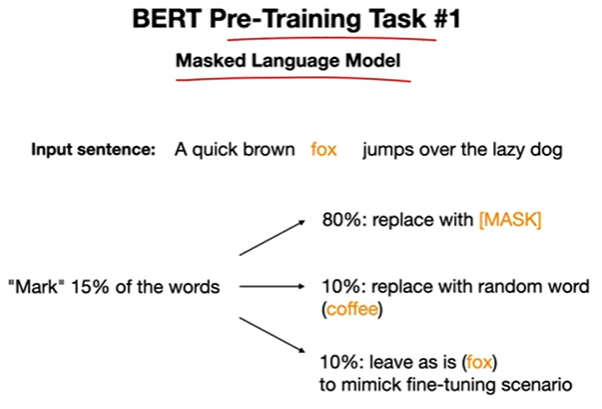 BERT Pre-Training Task #1
Masked Language Model
Input sentence: A quick brown fox jumps over the lazy dog
80%: replace with [MASK]
"Mark" 15% of the words
10%: replace with random word
(coffee)
10%: leave as is (fox)
to mimick fine-tuning scenario